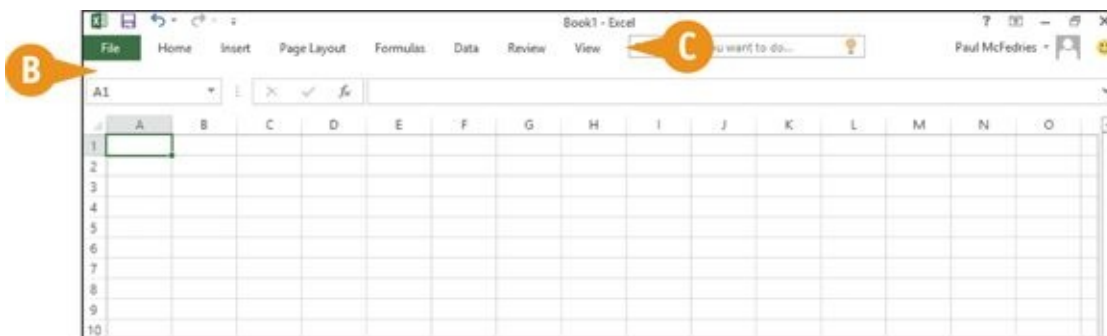 Book1 - Excel ?
File Home Insert Page Layout Formulas Data Review View C u want to do... Paul McFedries
B
A1 fx
A B C D E F G H I J K L M N O
1
2
3
4
5
6
7
8
9
10